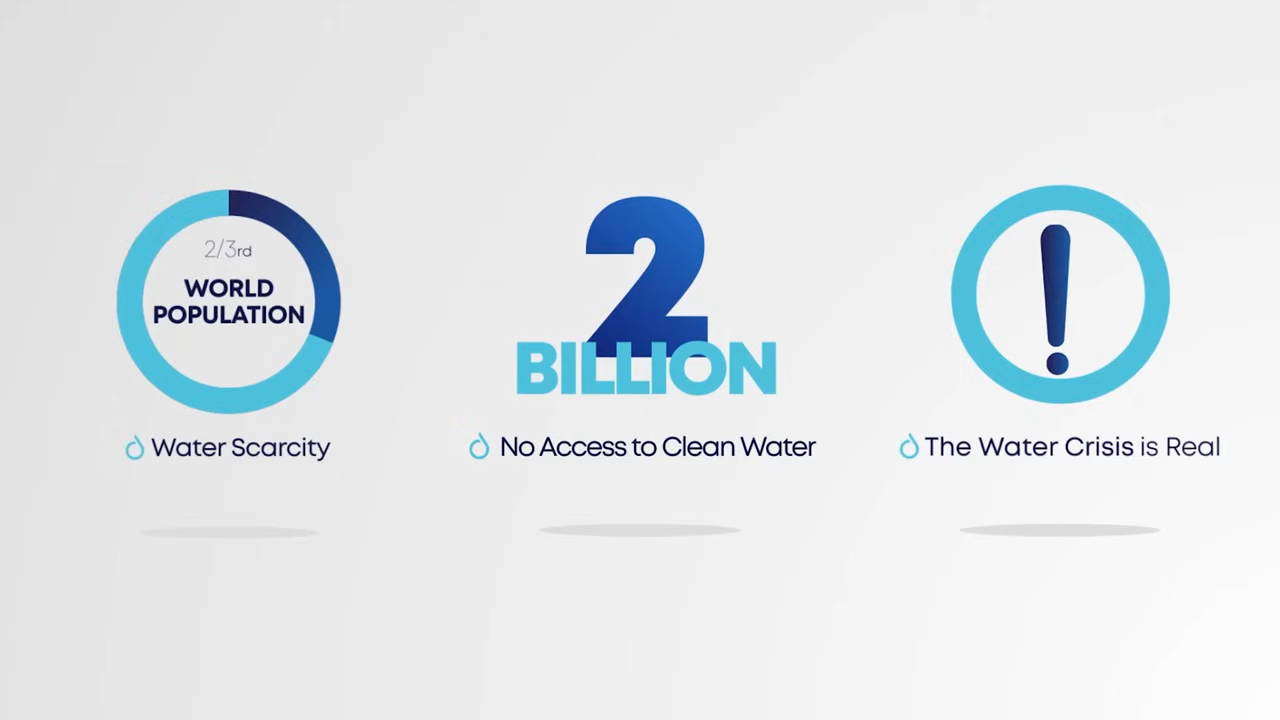 2/3rd
WORLD
POPULATION
Water Scarcity
2
BILLION
No Access to Clean Water
!
The Water Crisis is Real